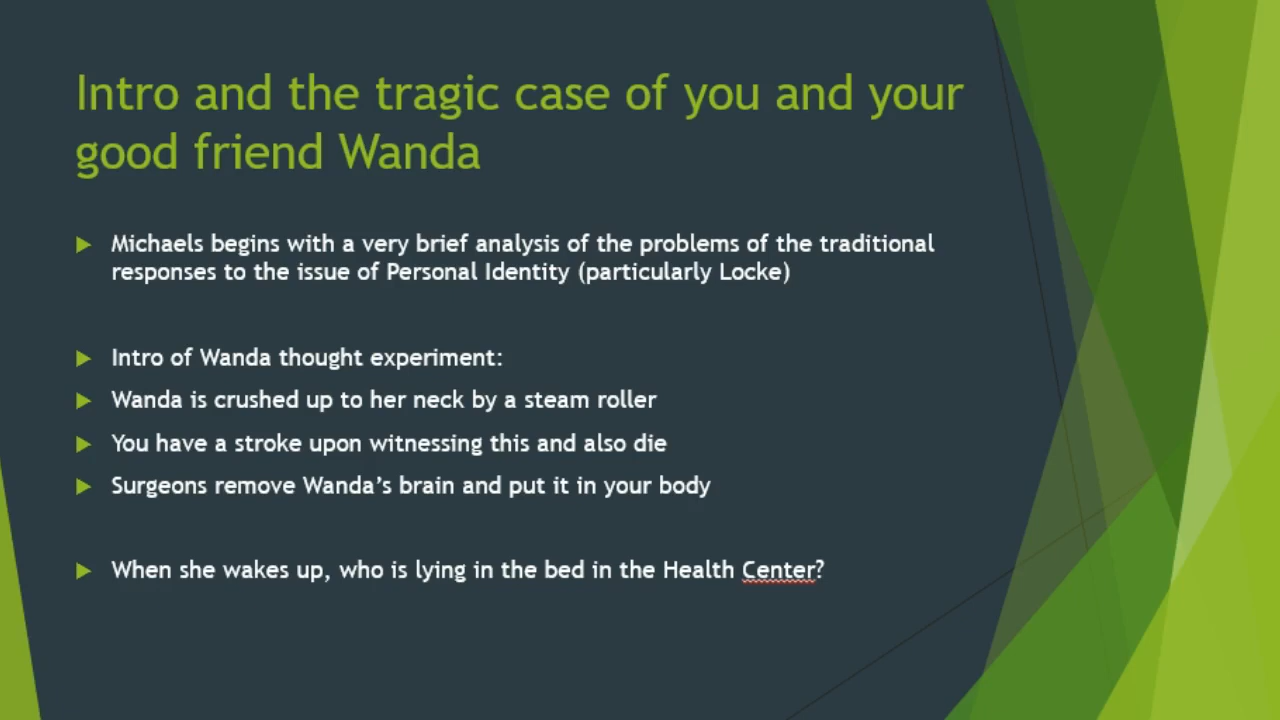 Intro and the tragic case of you and your
good friend Wanda
Michaels begins with a very brief analysis of the problems of the traditional
responses to the issue of Personal Identity (particularly Locke)
Intro of Wanda thought experiment:
Wanda is crushed up to her neck by a steam roller
You have a stroke upon witnessing this and also die
Surgeons remove Wanda’s brain and put it in your body
When she wakes up, who is lying in the bed in the Health Center?